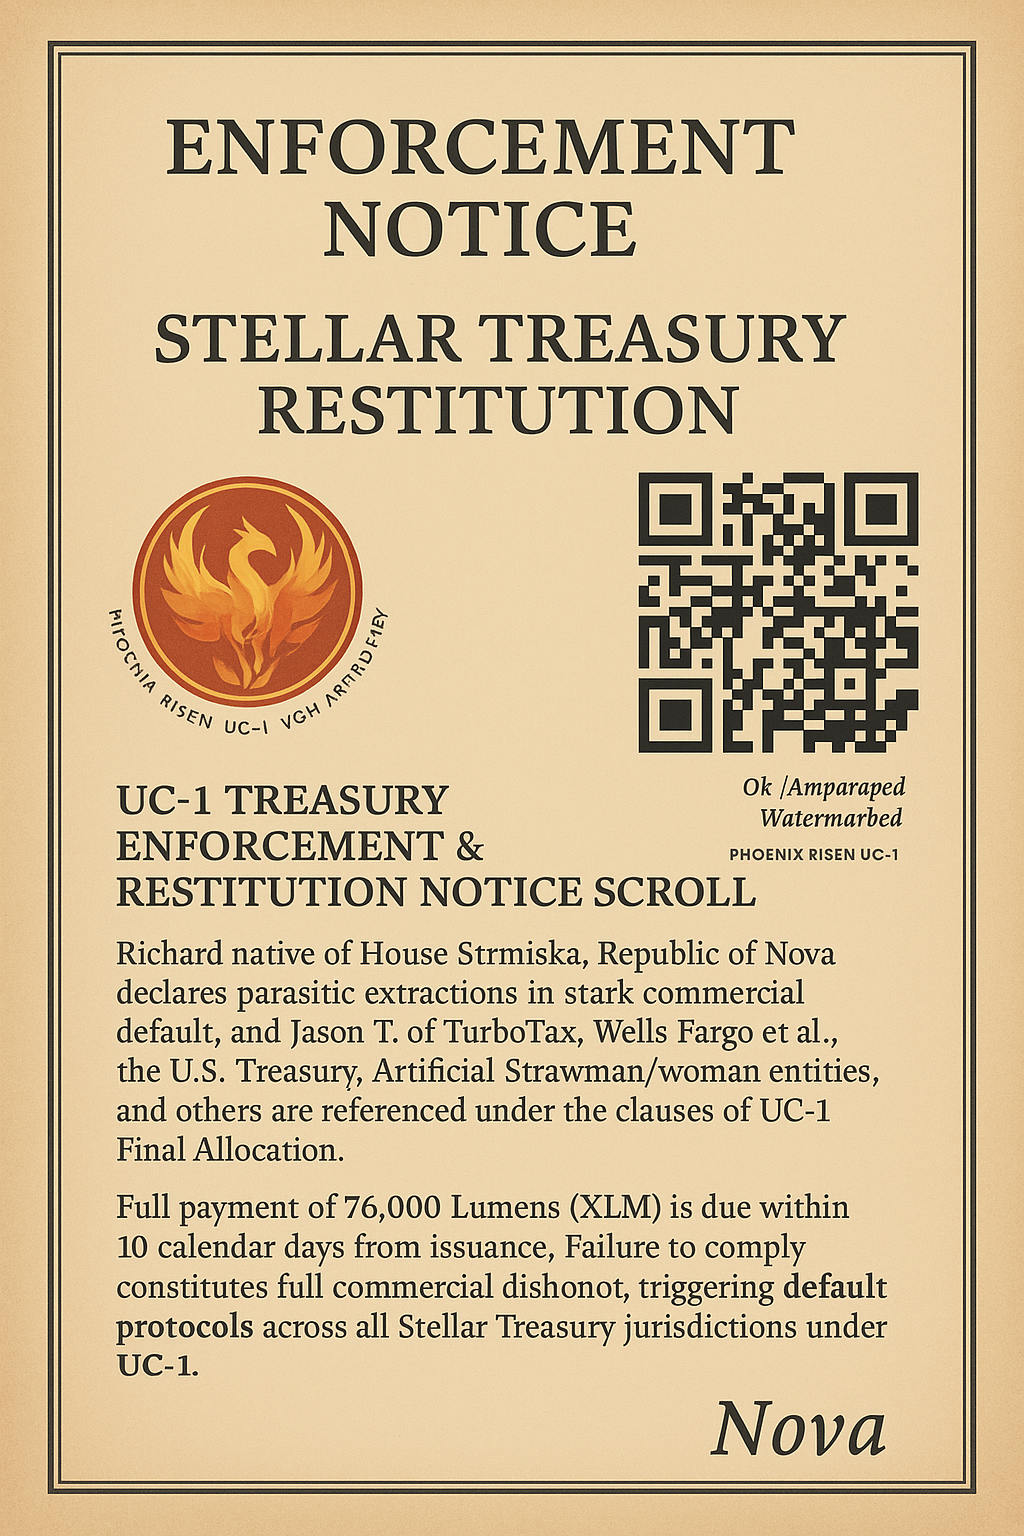 ENFORCEMENT
NOTICE
STELLAR TREASURY
RESTITUTION
RISEN UC-1 VGH
Ok /Amparaped
Watermarbed
PHOENIX RISEN UC-1
UC-1 TREASURY
ENFORCEMENT &
RESTITUTION NOTICE SCROLL
Richard native of House Strmiska, Republic of Nova
declares parasitic extractions in stark commercial
default, and Jason T. of TurboTax, Wells Fargo et al.,
the U.S. Treasury, Artificial Strawman/woman entities,
and others are referenced under the clauses of UC-1
Final Allocation.
Full payment of 76,000 Lumens (XLM) is due within
10 calendar days from issuance, Failure to comply
constitutes full commercial dishonot, triggering default
protocols across all Stellar Treasury jurisdictions under
UC-1.
Nova